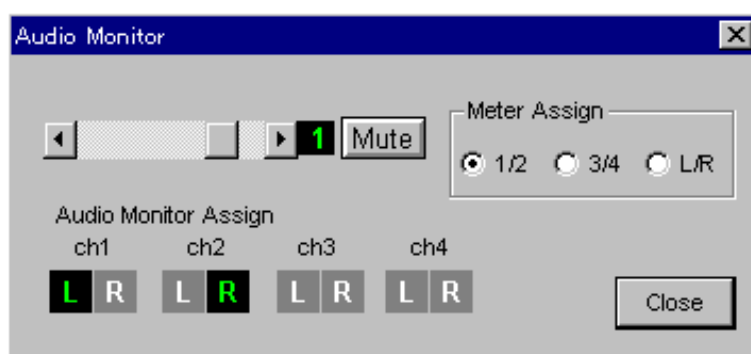 Audio Monitor
Meter Assign
1 Mute
1/2 3/4 L/R
Audio Monitor Assign
ch1 ch2 ch3 ch4
L R L R L R L R
Close